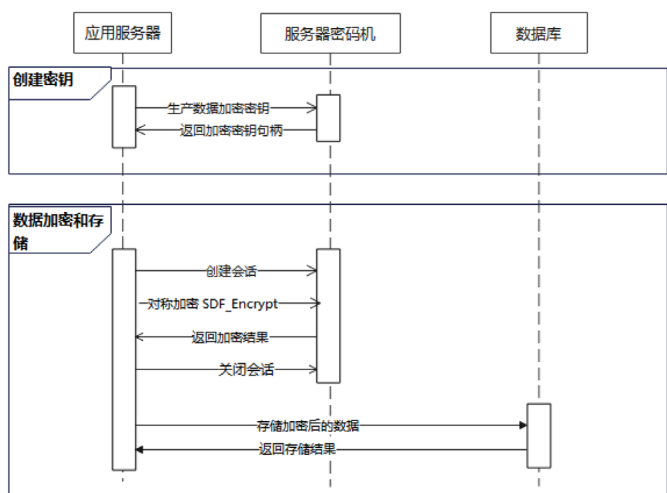 应用服务器
服务器密码机
数据库
创建密钥
生产数据加密密钥
返回加密密钥句柄
数据加密和存
储
创建会话
对称加密 SDF_Encrypt
返回加密结果
关闭会话
存储加密后的数据
返回存储结果